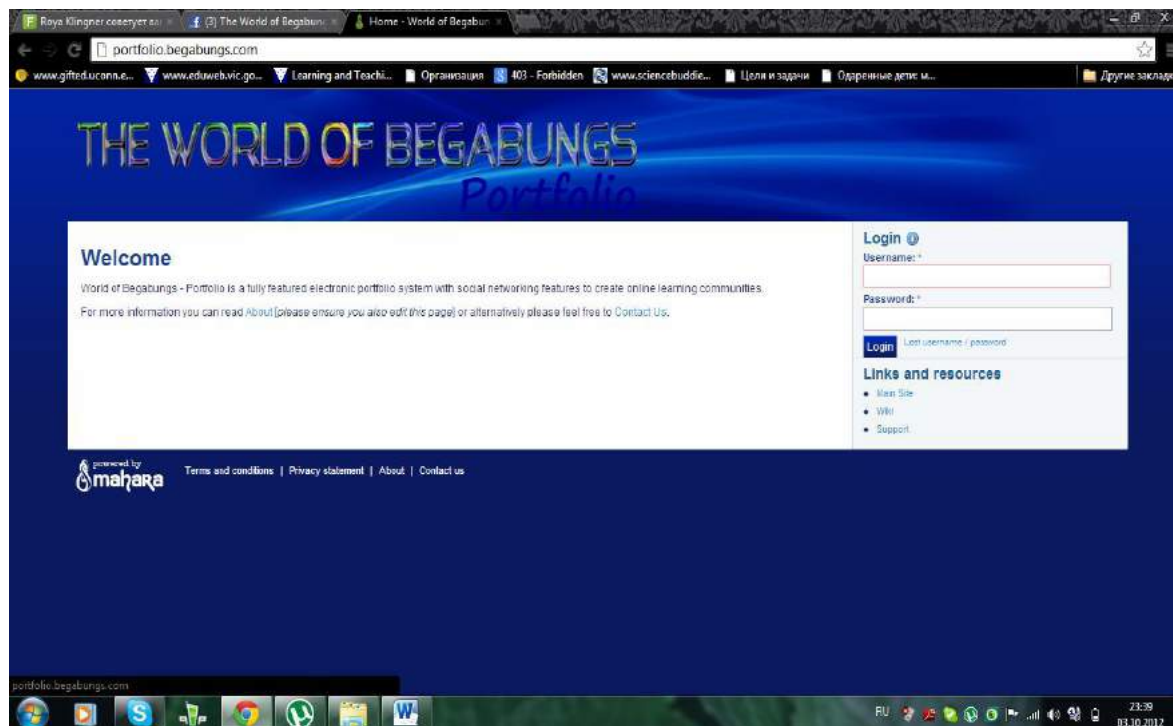 Roya Klingner советует ва
(3) The World of Begabun
Home - World of Begabun
portfolio.begabungs.com
www.gifted.uconn.e... www.eduweb.vic.go... Learning and Teachi... Организация 403 - Forbidden www.sciencebuddie... Цели и задачи Одаренные дети: м... Другие закладк
THE WORLD OF BEGABUNGS
Portfolio
Welcome
World of Begabungs - Portfolio is a fully featured electronic portfolio system with social networking features to create online learning communities.
For more information you can read About [please ensure you also edit this page] or alternatively please feel free to Contact Us.
Login
Username: *
Password: *
Login Lost username / password
Links and resources
Main Site
Wiki
Support
powered by
mahara
Terms and conditions | Privacy statement | About | Contact us
portfolio.begabungs.com
RU
23:39